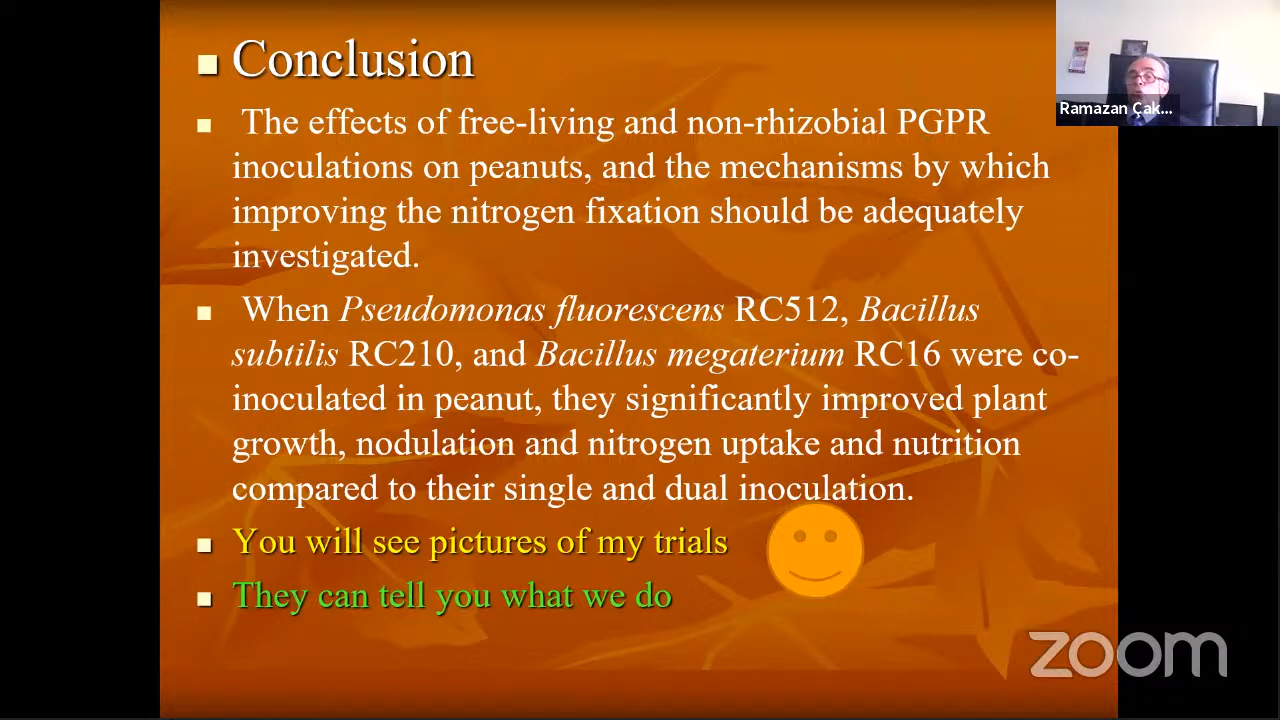 Conclusion
The effects of free-living and non-rhizobial PGPR
inoculations on peanuts, and the mechanisms by which
improving the nitrogen fixation should be adequately
investigated.
When Pseudomonas fluorescens RC512, Bacillus
subtilis RC210, and Bacillus megaterium RC16 were co-
inoculated in peanut, they significantly improved plant
growth, nodulation and nitrogen uptake and nutrition
compared to their single and dual inoculation.
You will see pictures of my trials
They can tell you what we do
Ramazan Çak...
zoom